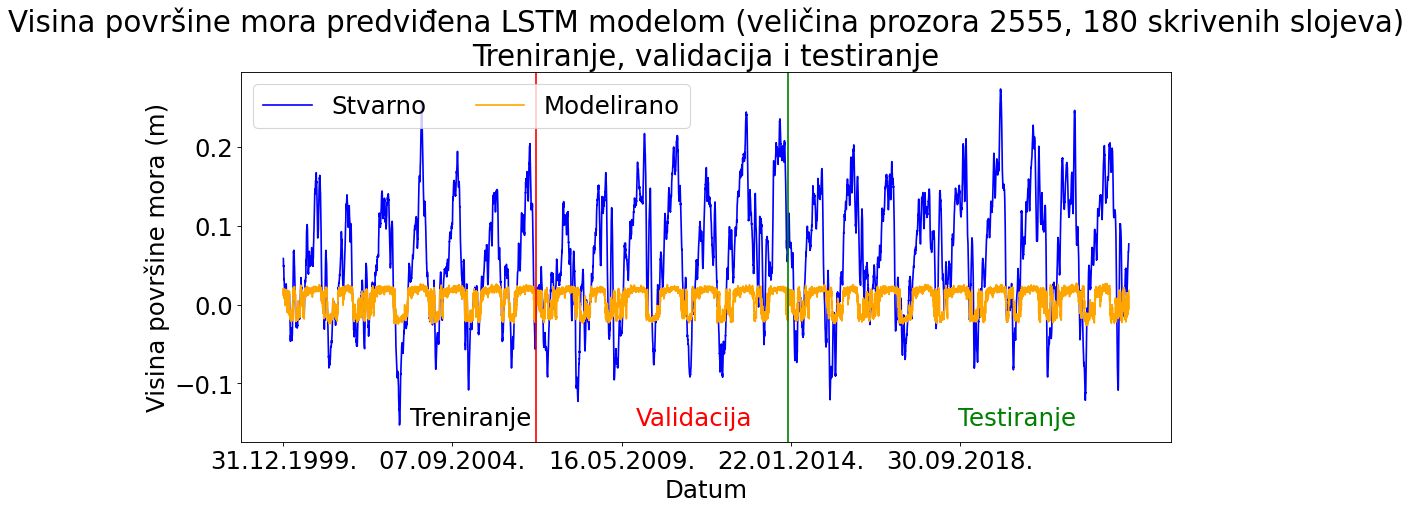 Visina površine mora predviđena LSTM modelom (veličina prozora 2555, 180 skrivenih slojeva)
Treniranje, validacija i testiranje
Stvarno
Modelirano
Visina površine mora (m)
0.2
0.1
0.0
−0.1
Treniranje
Validacija
Testiranje
31.12.1999.
07.09.2004.
16.05.2009.
22.01.2014.
30.09.2018.
Datum